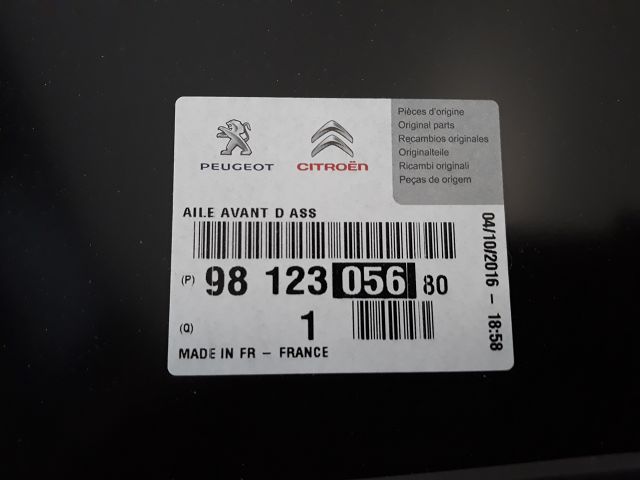 PEUGEOT
CITROËN
Pièces d'origine
Original parts
Recambios originales
Originalteile
Ricambi originali
Peças de origem
AILE AVANT D ASS
(P) 98 123 056 80
(Q) 1
MADE IN FR – FRANCE
04/10/2016 – 18:58